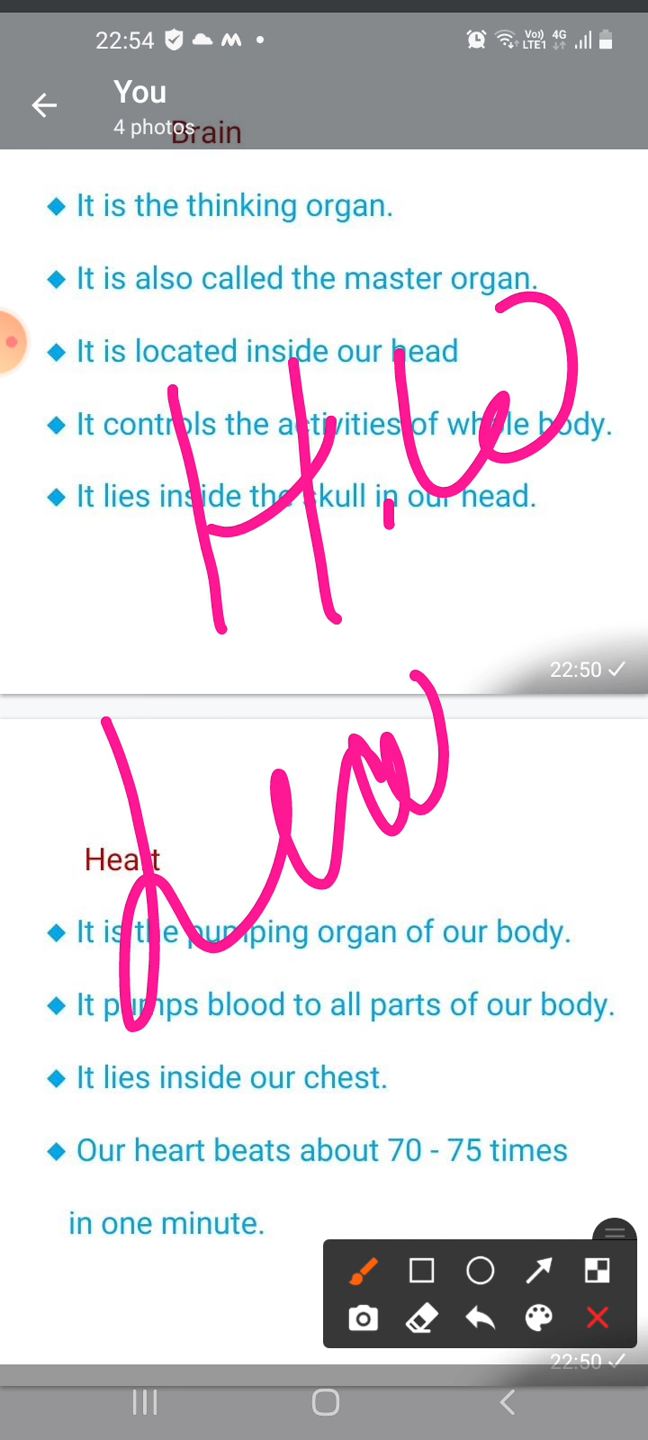 22:54
Vo) 4G
LTE1
You
4 photos
Brain
It is the thinking organ.
It is also called the master organ.
It is located inside our head
It controls the activities of whole body.
It lies inside the skull in our head.
H.W
22:50
Heart
It is the pumping organ of our body.
It pumps blood to all parts of our body.
It lies inside our chest.
Our heart beats about 70 - 75 times
in one minute.
22:50